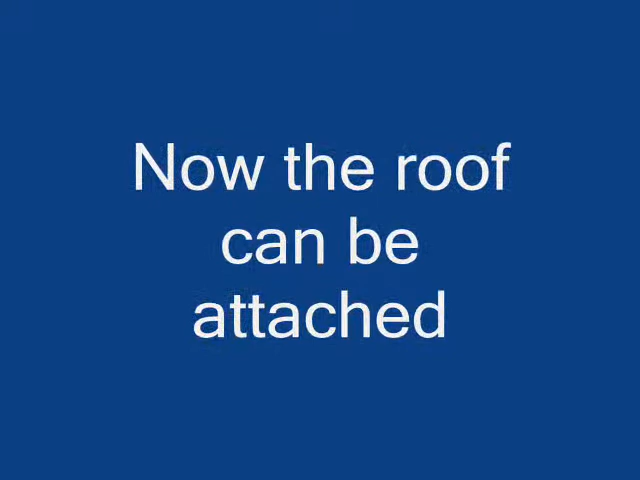 Now the roof
can be
attached